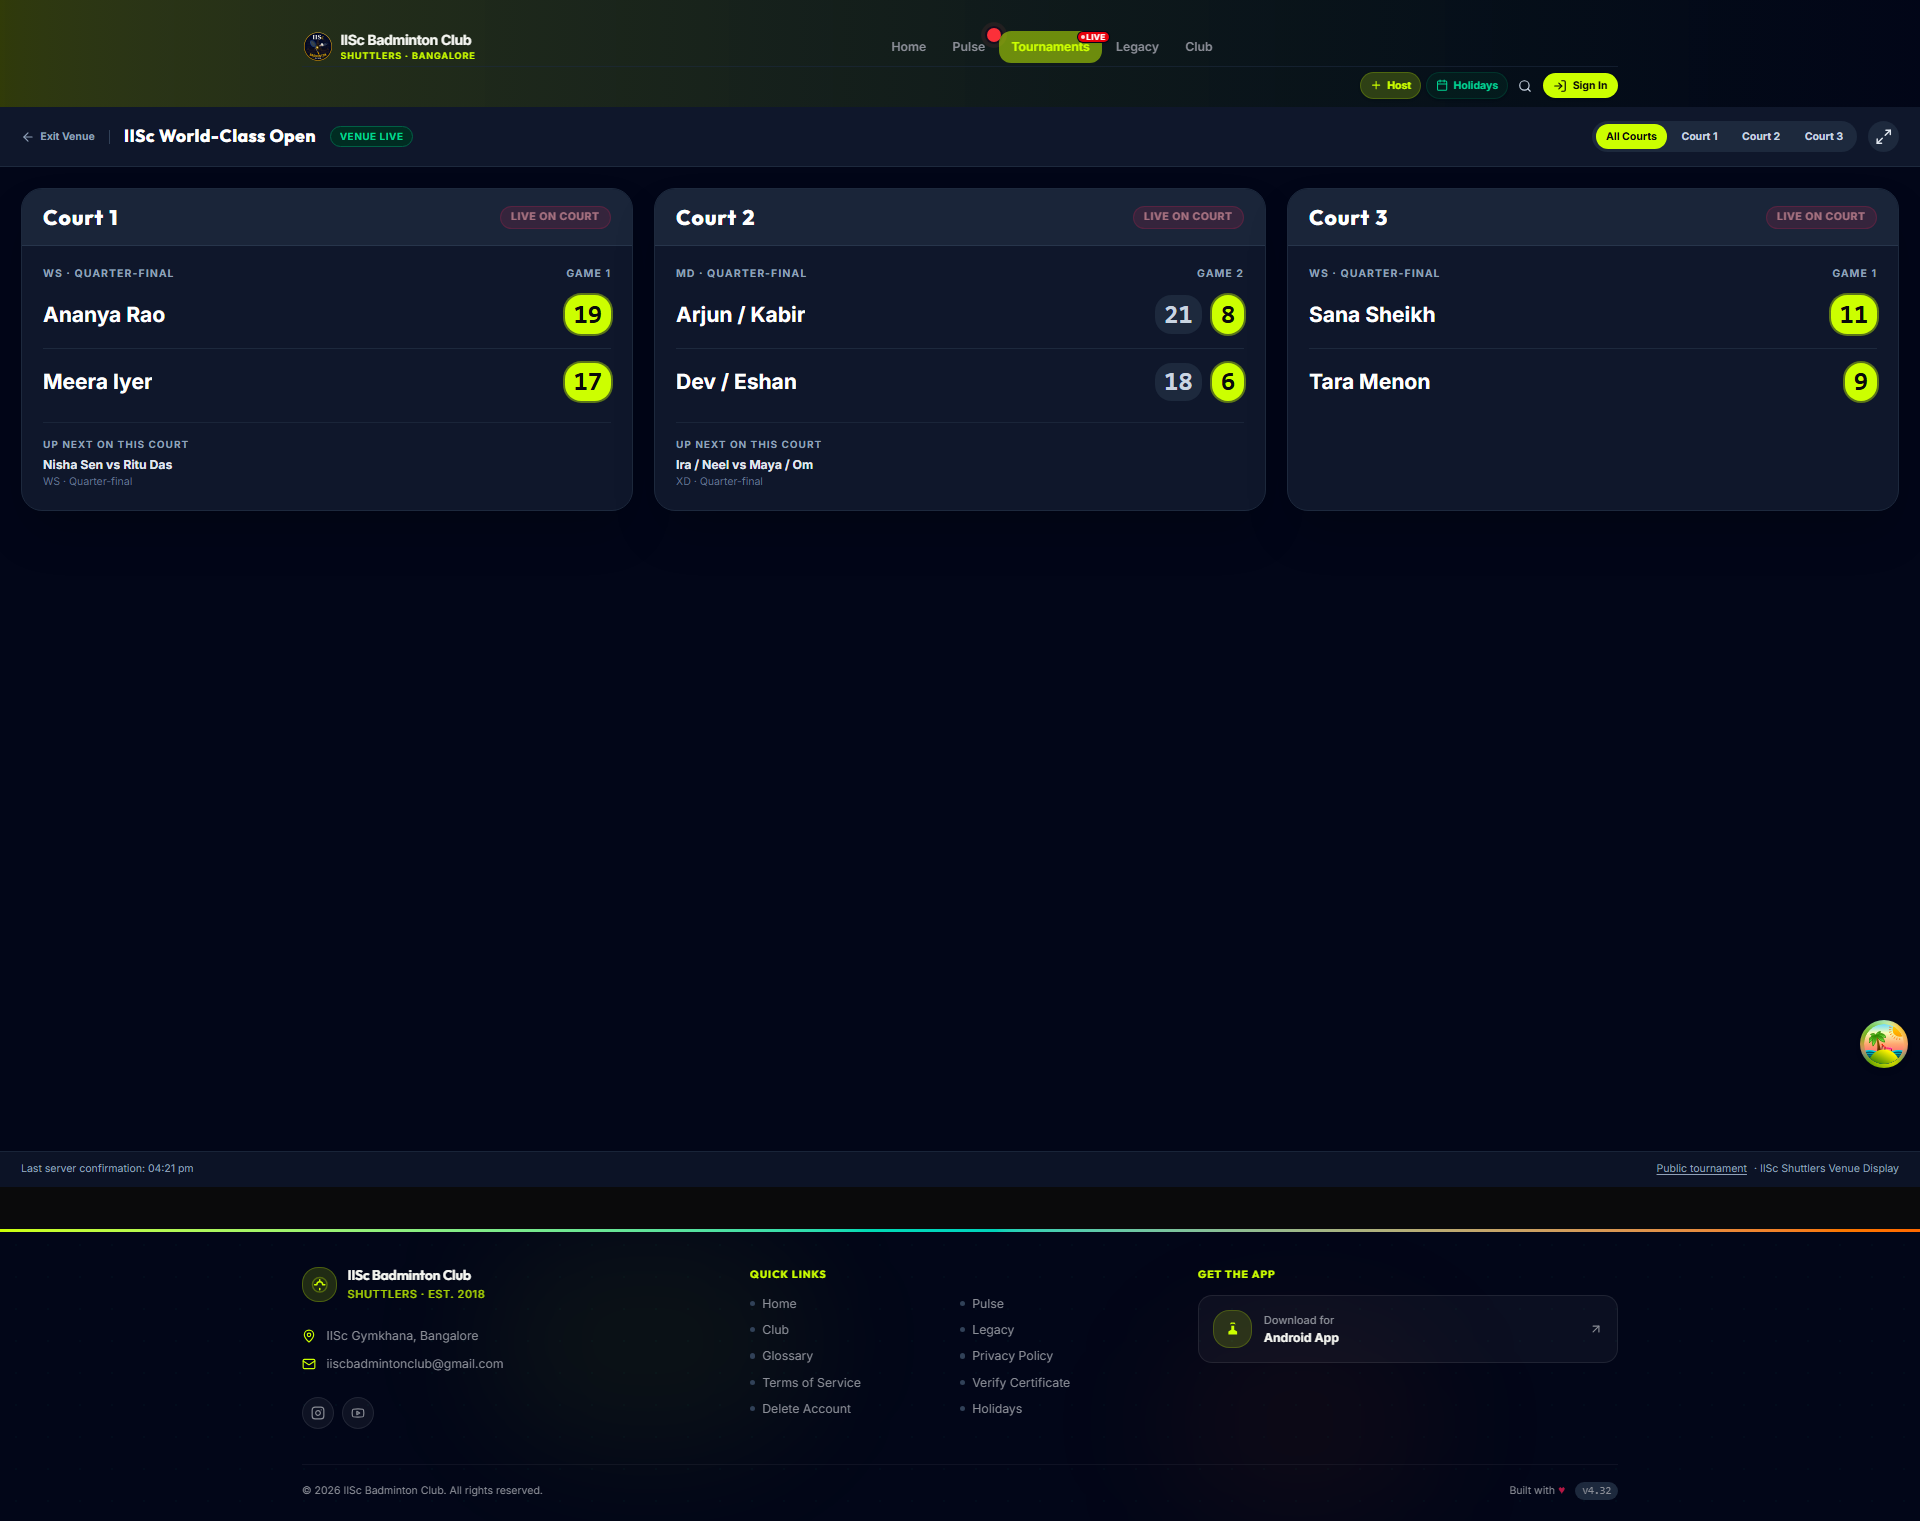 IISc Badminton Club
SHUTTLERS · BANGALORE
Home
Pulse
Tournaments
LIVE
Legacy
Club
Host
Holidays
Sign In
Exit Venue
IISc World-Class Open
VENUE LIVE
All Courts
Court 1
Court 2
Court 3
Court 1
LIVE ON COURT
WS · QUARTER-FINAL
GAME 1
Ananya Rao
19
Meera Iyer
17
UP NEXT ON THIS COURT
Nisha Sen vs Ritu Das
WS · Quarter-final
Court 2
LIVE ON COURT
MD · QUARTER-FINAL
GAME 2
Arjun / Kabir
21 8
Dev / Eshan
18 6
UP NEXT ON THIS COURT
Ira / Neel vs Maya / Om
XD · Quarter-final
Court 3
LIVE ON COURT
WS · QUARTER-FINAL
GAME 1
Sana Sheikh
11
Tara Menon
9
Last server confirmation: 04:21 pm
Public tournament · IISc Shuttlers Venue Display
IISc Badminton Club
SHUTTLERS · EST. 2018
IISc Gymkhana, Bangalore
iiscbadmintonclub@gmail.com
QUICK LINKS
Home
Pulse
Club
Legacy
Glossary
Privacy Policy
Terms of Service
Verify Certificate
Delete Account
Holidays
GET THE APP
Download for
Android App
© 2026 IISc Badminton Club. All rights reserved.
Built with ♥
v4.32